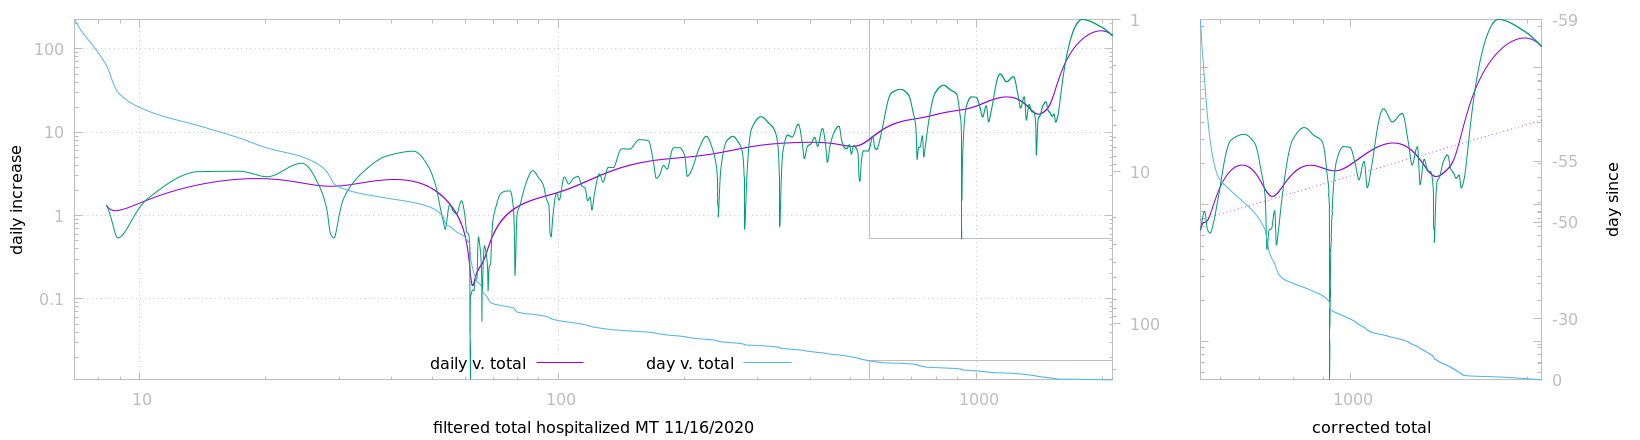 1
-59
100
10
-55
10
1
-50
0.1
100
-30
daily v. total
day v. total
0
10
100
1000
1000
daily increase
day since
filtered total hospitalized MT 11/16/2020
corrected total